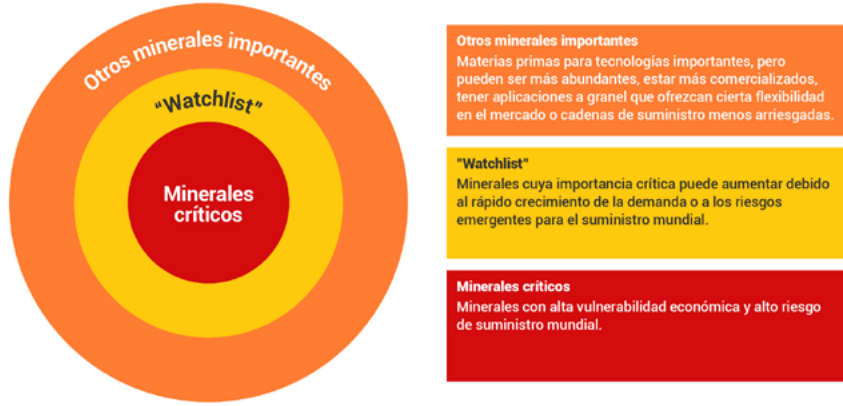 Otros minerales importantes
"Watchlist"
Minerales
críticos
Otros minerales importantes
Materias primas para tecnologías importantes, pero
pueden ser más abundantes, estar más comercializados,
tener aplicaciones a granel que ofrezcan cierta flexibilidad
en el mercado o cadenas de suministro menos arriesgadas.
"Watchlist"
Minerales cuya importancia crítica puede aumentar debido
al rápido crecimiento de la demanda o a los riesgos
emergentes para el suministro mundial.
Minerales críticos
Minerales con alta vulnerabilidad económica y alto riesgo
de suministro mundial.